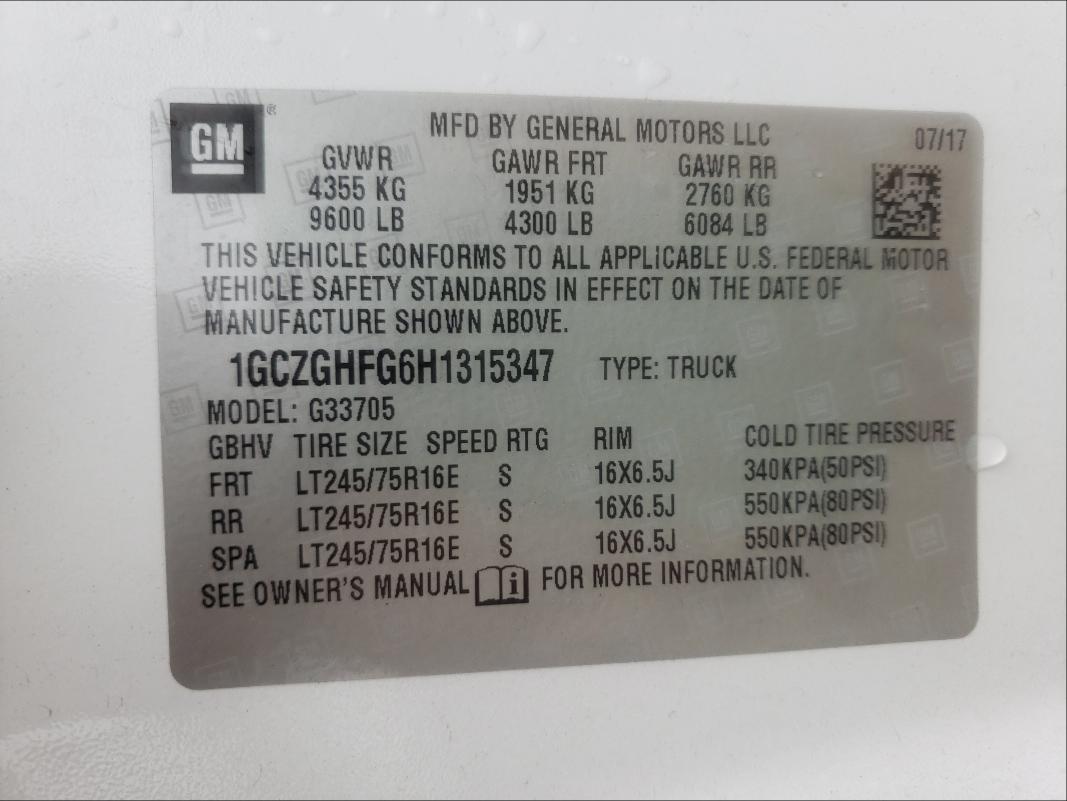 GM ®
MFD BY GENERAL MOTORS LLC 07/17
GVWR GAWR FRT GAWR RR
4355 KG 1951 KG 2760 KG
9600 LB 4300 LB 6084 LB
THIS VEHICLE CONFORMS TO ALL APPLICABLE U.S. FEDERAL MOTOR
VEHICLE SAFETY STANDARDS IN EFFECT ON THE DATE OF
MANUFACTURE SHOWN ABOVE.
1GCZGHFG6H1315347 TYPE: TRUCK
MODEL: G33705
GBHV TIRE SIZE SPEED RTG RIM COLD TIRE PRESSURE
FRT LT245/75R16E S 16X6.5J 340KPA(50PSI)
RR LT245/75R16E S 16X6.5J 550KPA(80PSI)
SPA LT245/75R16E S 16X6.5J 550KPA(80PSI)
SEE OWNER'S MANUAL i FOR MORE INFORMATION.